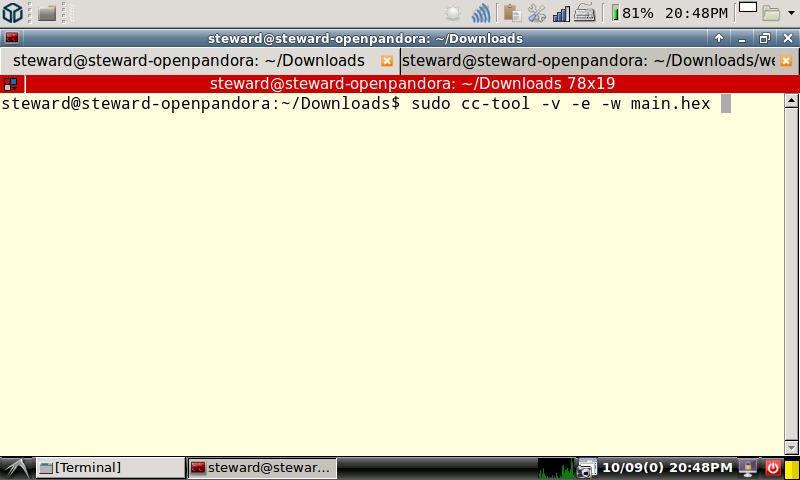 81% 20:48PM
steward@steward-openpandora: ~/Downloads
steward@steward-openpandora: ~/Downloads
steward@steward-openpandora: ~/Downloads/we
steward@steward-openpandora: ~/Downloads 78x19
steward@steward-openpandora:~/Downloads$ sudo cc-tool -v -e -w main.hex
[Terminal]
steward@stewar...
10/09(0) 20:48PM